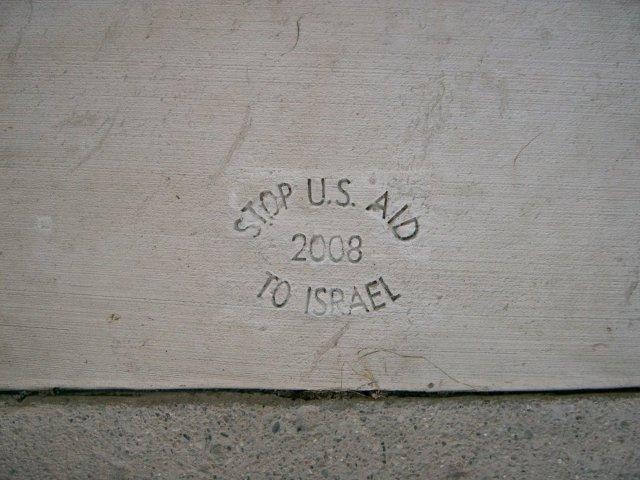 STOP U.S. AID
2008
TO ISRAEL